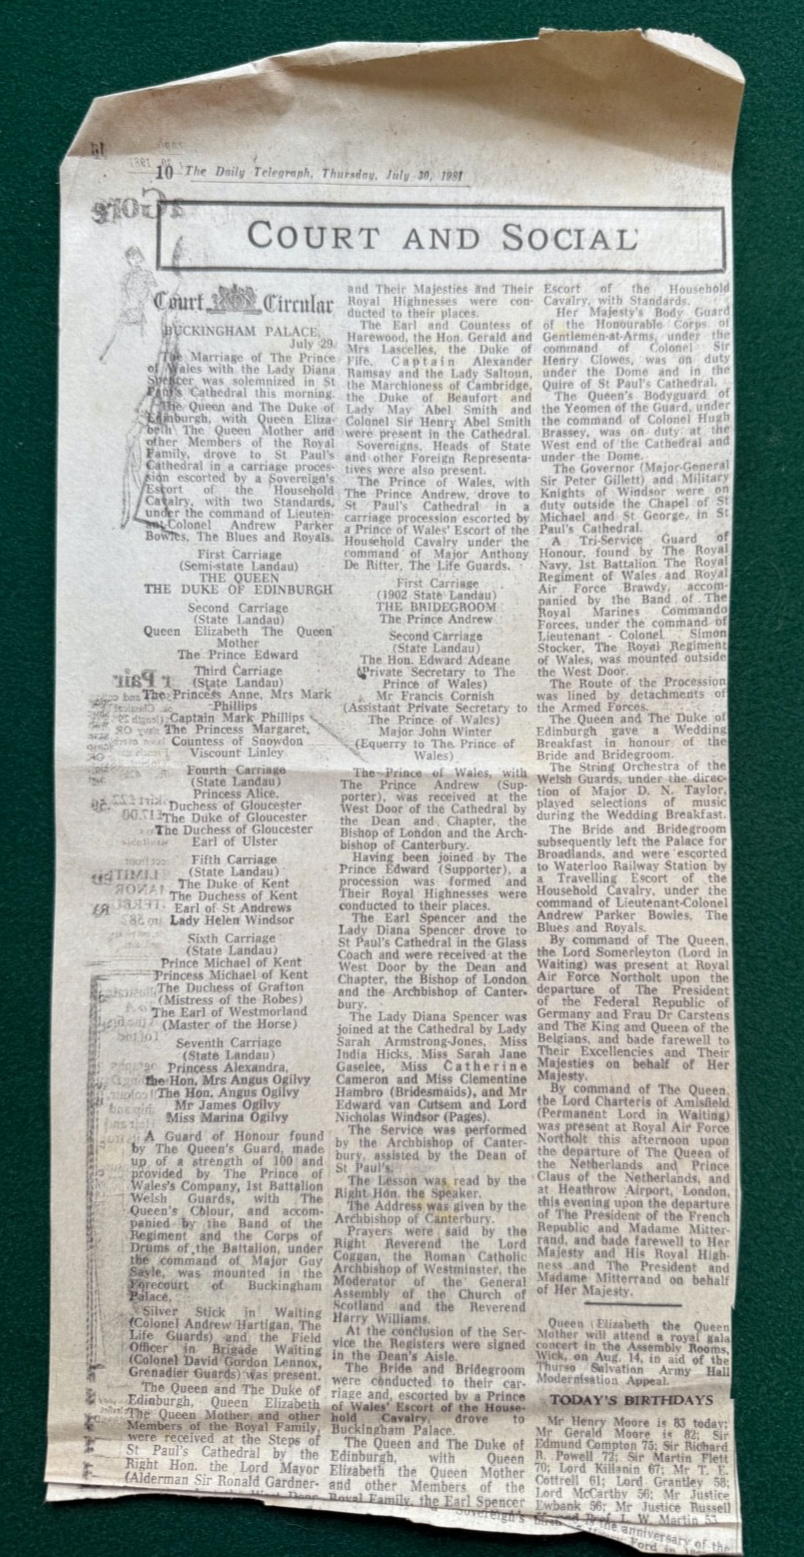 10 The Daily Telegraph, Thursday, July 30, 1981
COURT AND SOCIAL
Court Circular
BUCKINGHAM PALACE,
July 29.
The Marriage of The Prince
of Wales with the Lady Diana
Spencer was solemnized in St
Paul's Cathedral this morning.
The Queen and The Duke of
Edinburgh, with Queen Eliza-
beth The Queen Mother and
other Members of the Royal
Family, drove to St Paul's
Cathedral in a carriage proces-
sion escorted by a Sovereign's
Escort of the Household
Cavalry, with two Standards,
under the command of Lieuten-
ant-Colonel Andrew Parker
Bowles, The Blues and Royals.
First Carriage
(Semi-state Landau)
THE QUEEN
THE DUKE OF EDINBURGH
Second Carriage
(State Landau)
Queen Elizabeth The Queen
Mother
The Prince Edward
Third Carriage
(State Landau)
The Princess Anne, Mrs Mark
Phillips
Captain Mark Phillips
The Princess Margaret,
Countess of Snowdon
Viscount Linley
Fourth Carriage
(State Landau)
Princess Alice,
Duchess of Gloucester
The Duke of Gloucester
The Duchess of Gloucester
Earl of Ulster
Fifth Carriage
(State Landau)
The Duke of Kent
The Duchess of Kent
Earl of St Andrews
Lady Helen Windsor
Sixth Carriage
(State Landau)
Prince Michael of Kent
Princess Michael of Kent
The Duchess of Grafton
(Mistress of the Robes)
The Earl of Westmorland
(Master of the Horse)
Seventh Carriage
(State Landau)
Princess Alexandra,
the Hon. Mrs Angus Ogilvy
The Hon. Angus Ogilvy
Mr James Ogilvy
Miss Marina Ogilvy
A Guard of Honour found
by The Queen's Guard, made
up of a strength of 100 and
provided by The Prince of
Wales's Company, 1st Battalion
Welsh Guards, with The
Queen's Colour, and accom-
panied by the Band of the
Regiment and the Corps of
Drums of the Battalion, under
the command of Major Guy
Sayle, was mounted in the
Forecourt of Buckingham
Palace.
Silver Stick in Waiting
(Colonel Andrew Hartigan, The
Life Guards) and the Field
Officer in Brigade Waiting
(Colonel David Gordon Lennox,
Grenadier Guards) was present.
The Queen and The Duke of
Edinburgh, Queen Elizabeth
The Queen Mother and other
Members of the Royal Family,
were received at the Steps of
St Paul's Cathedral by the
Right Hon. the Lord Mayor
(Alderman Sir Ronald Gardner-
and Their Majesties and Their
Royal Highnesses were con-
ducted to their places.
The Earl and Countess of
Harewood, the Hon. Gerald and
Mrs Lascelles, the Duke of
Fife, Captain Alexander
Ramsay and the Lady Saltoun,
the Marchioness of Cambridge,
the Duke of Beaufort and
Lady May Abel Smith and
Colonel Sir Henry Abel Smith
were present in the Cathedral.
Sovereigns, Heads of State
and other Foreign Representa-
tives were also present.
The Prince of Wales, with
The Prince Andrew, drove to
St Paul's Cathedral in a
carriage procession escorted by
a Prince of Wales' Escort of the
Household Cavalry under the
command of Major Anthony
De Ritter, The Life Guards.
First Carriage
(1902 State Landau)
THE BRIDEGROOM
The Prince Andrew
Second Carriage
(State Landau)
The Hon. Edward Adeane
(Private Secretary to The
Prince of Wales)
Mr Francis Cornish
(Assistant Private Secretary to
The Prince of Wales)
Major John Winter
(Equerry to The Prince of
Wales)
The Prince of Wales, with
The Prince Andrew (Sup-
porter), was received at the
West Door of the Cathedral by
the Dean and Chapter, the
Bishop of London and the Arch-
bishop of Canterbury.
Having been joined by The
Prince Edward (Supporter), a
procession was formed and
Their Royal Highnesses were
conducted to their places.
The Earl Spencer and the
Lady Diana Spencer drove to
St Paul's Cathedral in the Glass
Coach and were received at the
West Door by the Dean and
Chapter, the Bishop of London
and the Archbishop of Canter-
bury.
The Lady Diana Spencer was
joined at the Cathedral by Lady
Sarah Armstrong-Jones, Miss
India Hicks, Miss Sarah Jane
Gaselee, Miss Catherine
Cameron and Miss Clementine
Hambro (Bridesmaids), and Mr
Edward van Cutsem and Lord
Nicholas Windsor (Pages).
The Service was performed
by the Archbishop of Canter-
bury, assisted by the Dean of
St Paul's.
The Lesson was read by the
Right Hon. the Speaker.
The Address was given by the
Archbishop of Canterbury.
Prayers were said by the
Right Reverend the Lord
Coggan, the Roman Catholic
Archbishop of Westminster, the
Moderator of the General
Assembly of the Church of
Scotland and the Reverend
Harry Williams.
At the conclusion of the Ser-
vice the Registers were signed
in the Dean's Aisle.
The Bride and Bridegroom
were conducted to their car-
riage and, escorted by a Prince
of Wales' Escort of the House-
hold Cavalry, drove to
Buckingham Palace.
The Queen and The Duke of
Edinburgh, with Queen
Elizabeth the Queen Mother
and other Members of the
Royal Family, the Earl Spencer
Sovereign's
Escort of the Household
Cavalry, with Standards.
Her Majesty's Body Guard
of the Honourable Corps of
Gentlemen-at-Arms, under the
command of Colonel Sir
Henry Clowes, was on duty
under the Dome and in the
Quire of St Paul's Cathedral.
The Queen's Bodyguard of
the Yeomen of the Guard, under
the command of Colonel Hugh
Brassey, was on duty at the
West end of the Cathedral and
under the Dome.
The Governor (Major-General
Sir Peter Gillett) and Military
Knights of Windsor were on
duty outside the Chapel of St
Michael and St. George, in St
Paul's Cathedral.
A Tri-Service Guard of
Honour, found by The Royal
Navy, 1st Battalion The Royal
Regiment of Wales and Royal
Air Force Brawdy, accom-
panied by the Band of The
Royal Marines Commando
Forces, under the command of
Lieutenant-Colonel Simon
Stocker, The Royal Regiment
of Wales, was mounted outside
the West Door.
The Route of the Procession
was lined by detachments of
the Armed Forces.
The Queen and The Duke of
Edinburgh gave a Wedding
Breakfast in honour of the
Bride and Bridegroom.
The String Orchestra of the
Welsh Guards, under the direc-
tion of Major D. N. Taylor,
played selections of music
during the Wedding Breakfast.
The Bride and Bridegroom
subsequently left the Palace for
Broadlands, and were escorted
to Waterloo Railway Station by
a Travelling Escort of the
Household Cavalry, under the
command of Lieutenant-Colonel
Andrew Parker Bowles, The
Blues and Royals.
By command of The Queen,
the Lord Somerleyton (Lord in
Waiting) was present at Royal
Air Force Northolt upon the
departure of The President
of the Federal Republic of
Germany and Frau Dr Carstens
and The King and Queen of the
Belgians, and bade farewell to
Their Excellencies and Their
Majesties on behalf of Her
Majesty.
By command of The Queen,
the Lord Charteris of Amisfield
(Permanent Lord in Waiting)
was present at Royal Air Force
Northolt this afternoon upon
the departure of The Queen of
the Netherlands and Prince
Claus of the Netherlands, and
at Heathrow Airport, London,
this evening upon the departure
of The President of the French
Republic and Madame Mitter-
rand, and bade farewell to Her
Majesty and His Royal High-
ness and The President and
Madame Mitterrand on behalf
of Her Majesty.
Queen Elizabeth the Queen
Mother will attend a royal gala
concert in the Assembly Rooms,
Wick, on Aug. 14, in aid of the
Thurso Salvation Army Hall
Modernisation Appeal.
TODAY'S BIRTHDAYS
Mr Henry Moore is 83 today;
Mr Gerald Moore is 82; Sir
Edmund Compton 75; Sir Richard
R. Powell 72; Sir Martin Flett
70; Lord Killanin 67; Mr T. E.
Cottrell 61; Lord Grantley 58;
Lord McCarthy 56; Mr Justice
Ewbank 56; Mr Justice Russell
Prof. L. W. Martin 53
the anniversary of the
Ford in